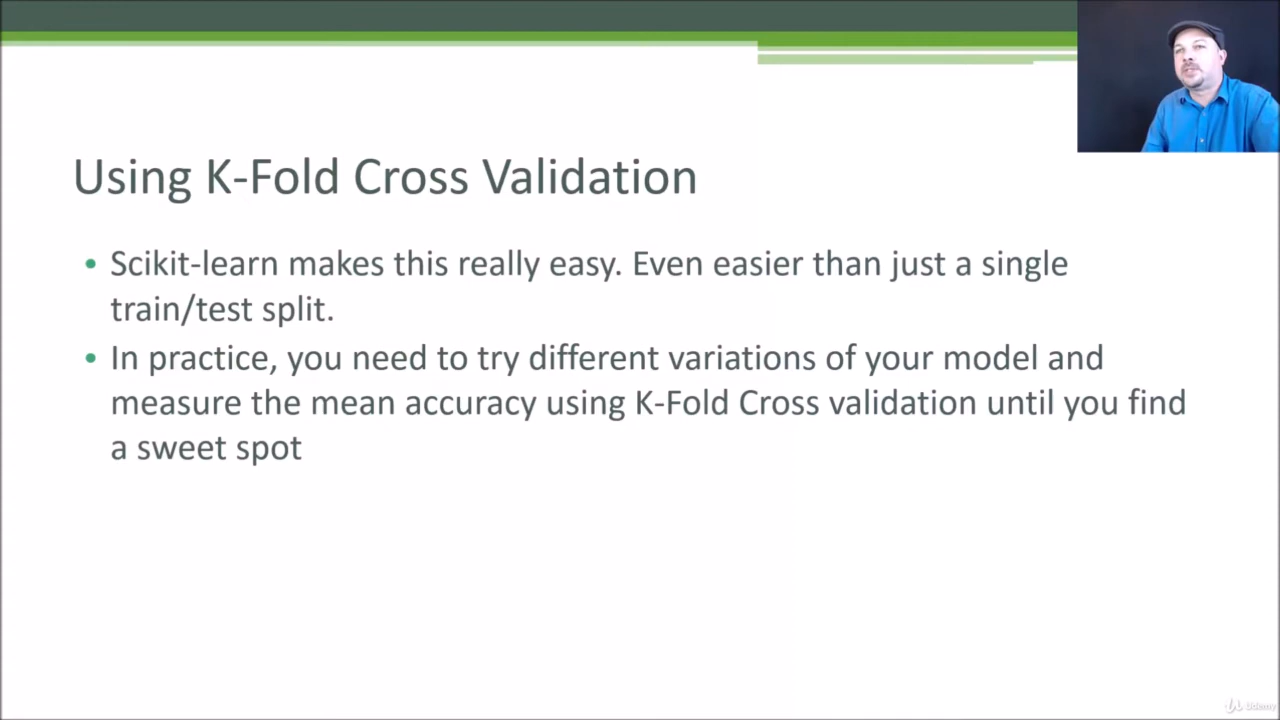 Using K-Fold Cross Validation
• Scikit-learn makes this really easy. Even easier than just a single
train/test split.
• In practice, you need to try different variations of your model and
measure the mean accuracy using K-Fold Cross validation until you find
a sweet spot
Udemy